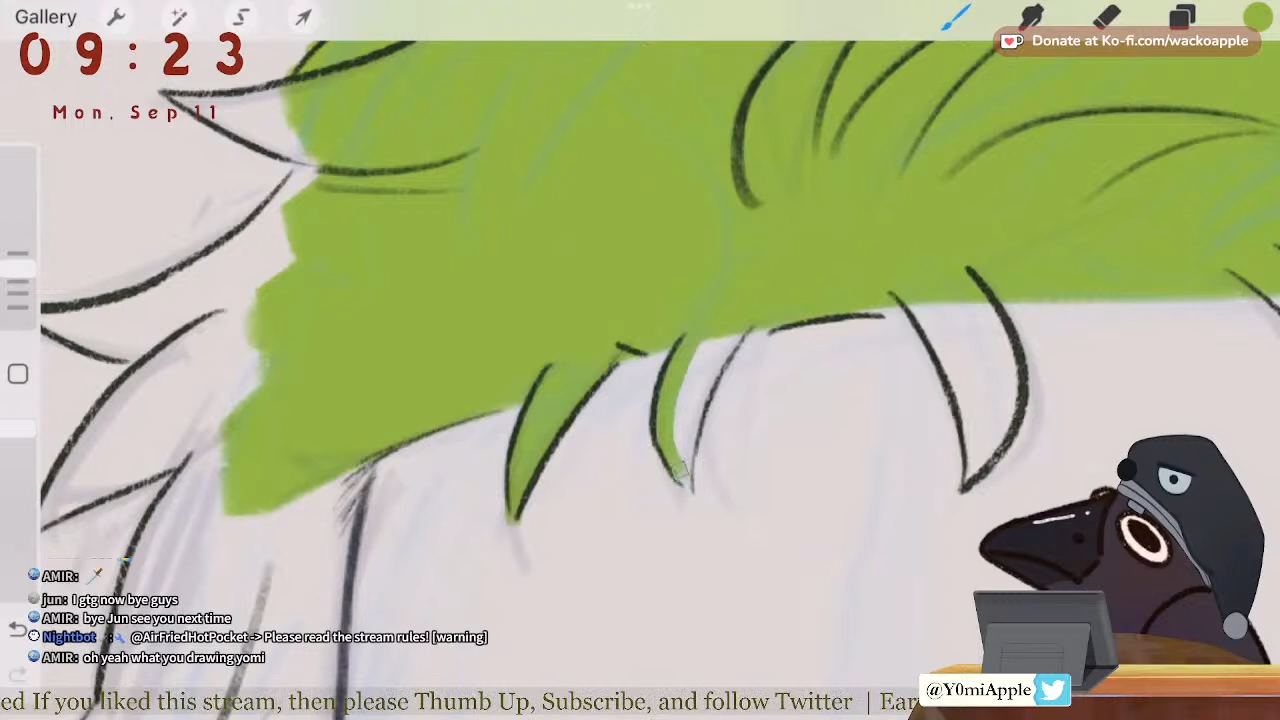 Gallery
09:23
Mon, Sep 11
Donate at Ko-fi.com/wackoapple
AMIR:
jun: I gtg now bye guys
AMIR: bye Jun see you next time
Nightbot: @AirFriedHotPocket -> Please read the stream rules! [warning]
AMIR: oh yeah what you drawing yomi
@Y0miApple
ed If you liked this stream, then please Thumb Up, Subscribe, and follow Twitter | Ear